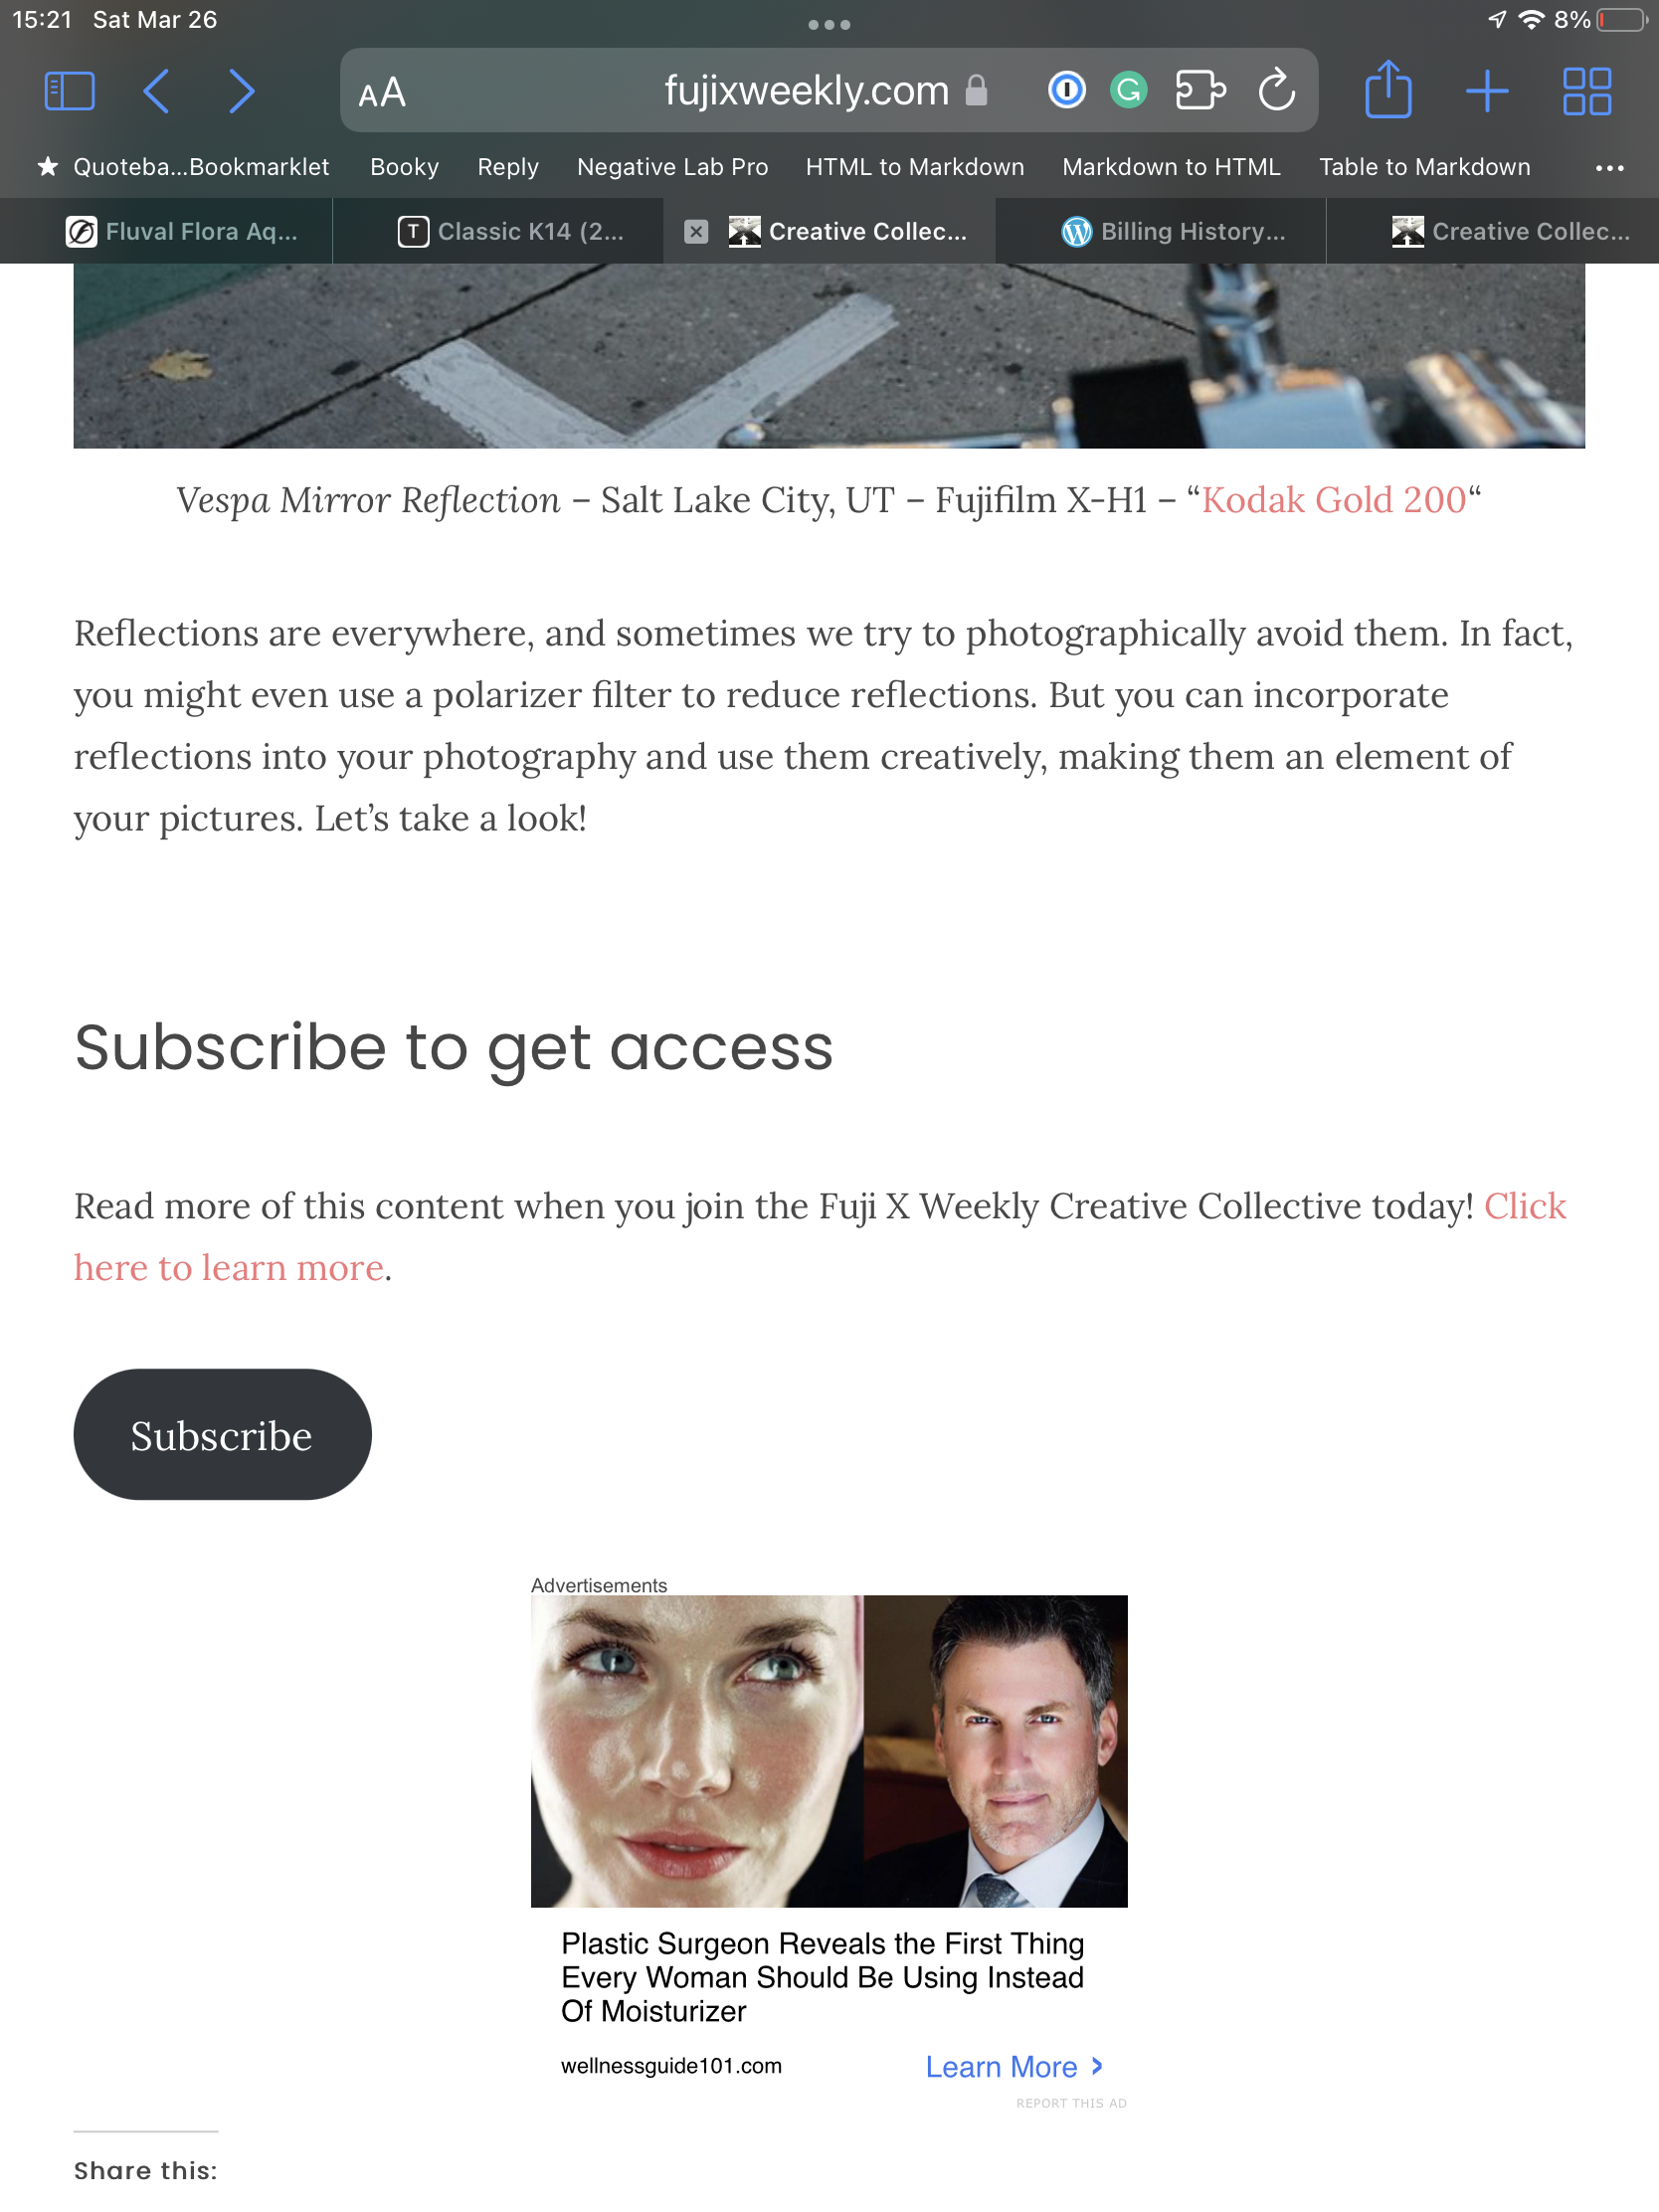 15:21 Sat Mar 26
8%
AA fujixweekly.com
Quoteba...Bookmarklet Booky Reply Negative Lab Pro HTML to Markdown Markdown to HTML Table to Markdown
Fluval Flora Aq... T Classic K14 (2... Creative Collec... Billing History... Creative Collec...
Vespa Mirror Reflection – Salt Lake City, UT – Fujifilm X-H1 – “Kodak Gold 200“
Reflections are everywhere, and sometimes we try to photographically avoid them. In fact,
you might even use a polarizer filter to reduce reflections. But you can incorporate
reflections into your photography and use them creatively, making them an element of
your pictures. Let’s take a look!
Subscribe to get access
Read more of this content when you join the Fuji X Weekly Creative Collective today! Click
here to learn more.
Subscribe
Advertisements
Plastic Surgeon Reveals the First Thing
Every Woman Should Be Using Instead
Of Moisturizer
wellnessguide101.com Learn More
REPORT THIS AD
Share this: